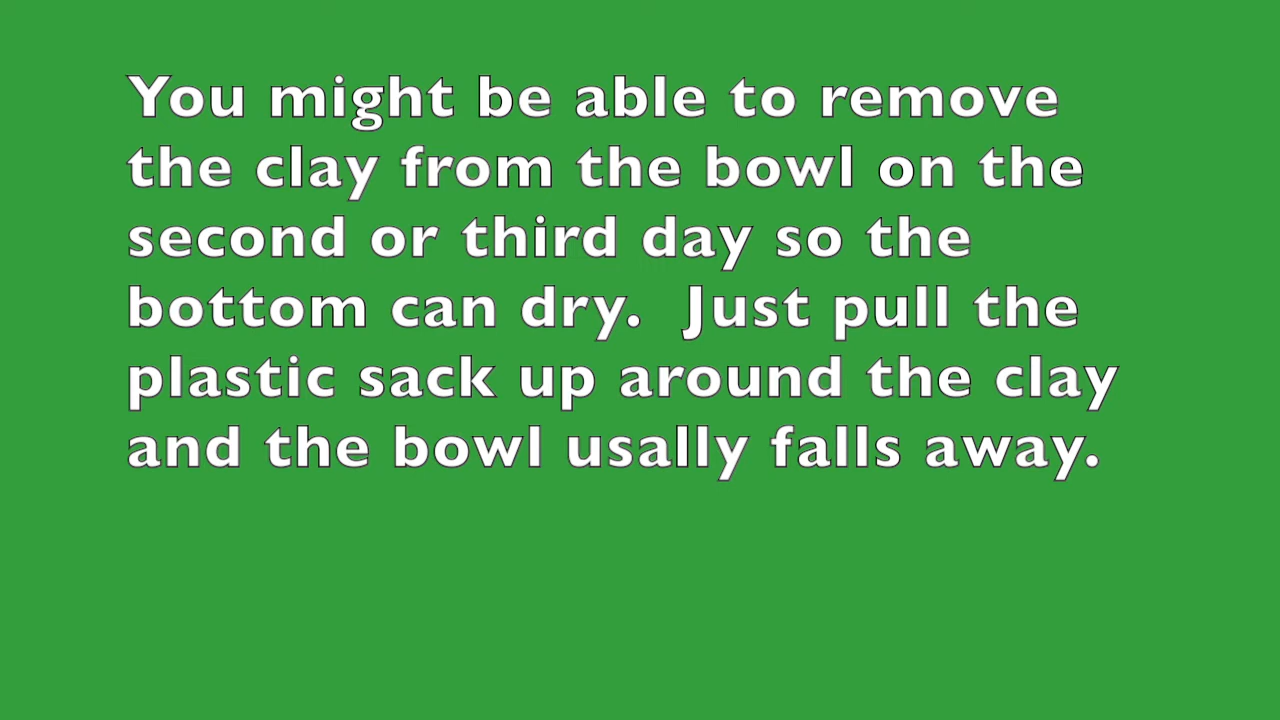 You might be able to remove
the clay from the bowl on the
second or third day so the
bottom can dry.  Just pull the
plastic sack up around the clay
and the bowl usally falls away.